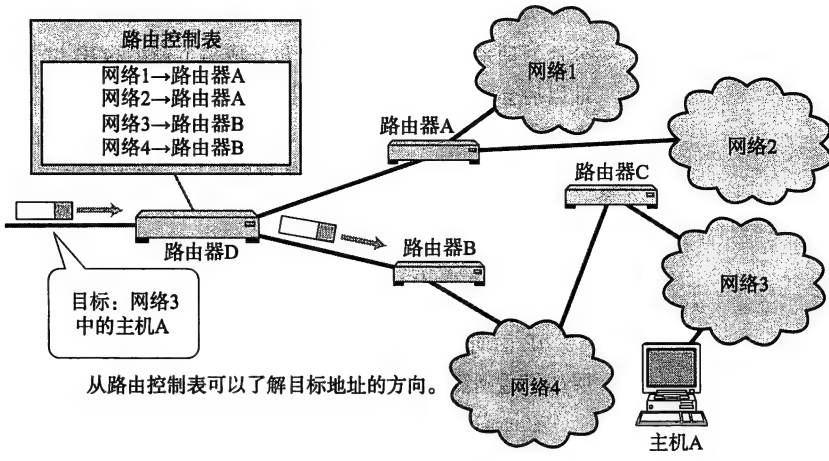 路由控制表
网络1→路由器A
网络2→路由器A
网络3→路由器B
网络4→路由器B
网络1
路由器A
网络2
路由器C
路由器D
路由器B
网络3
目标：网络3
中的主机A
从路由控制表可以了解目标地址的方向。
网络4
主机A